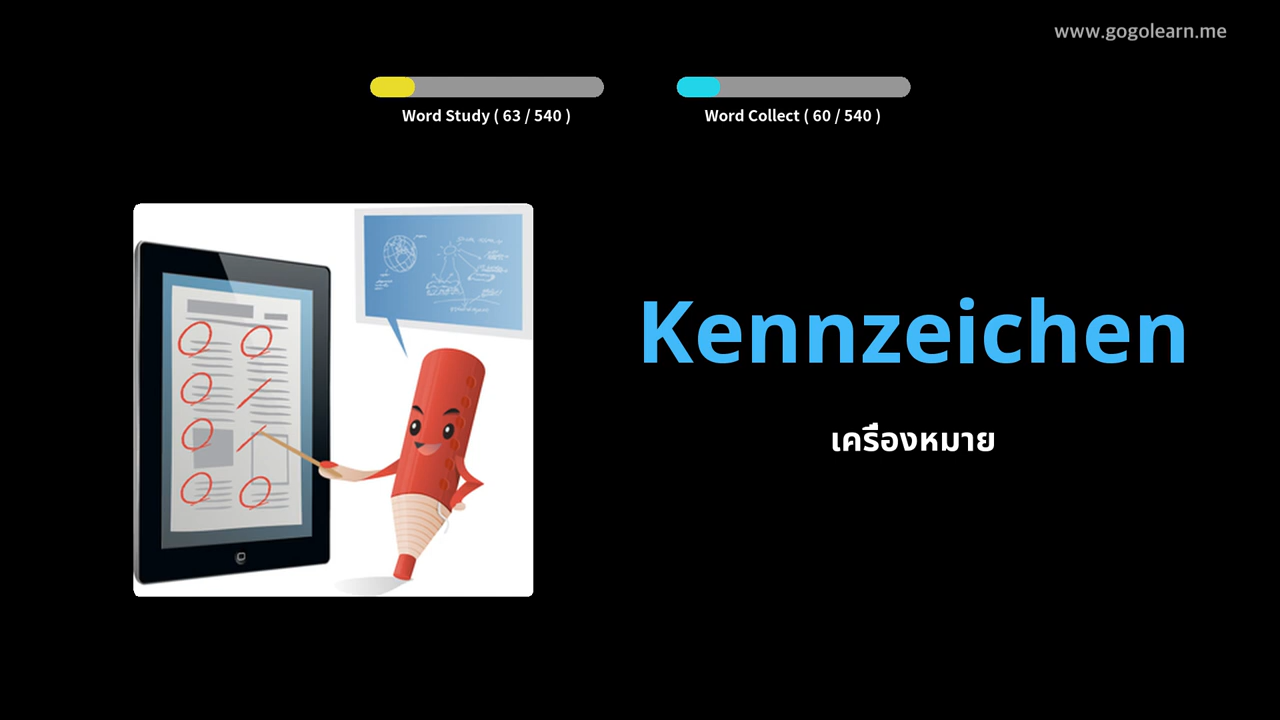 www.gogolearn.me
Word Study ( 63 / 540 )
Word Collect ( 60 / 540 )
Kennzeichen
เครื่องหมาย